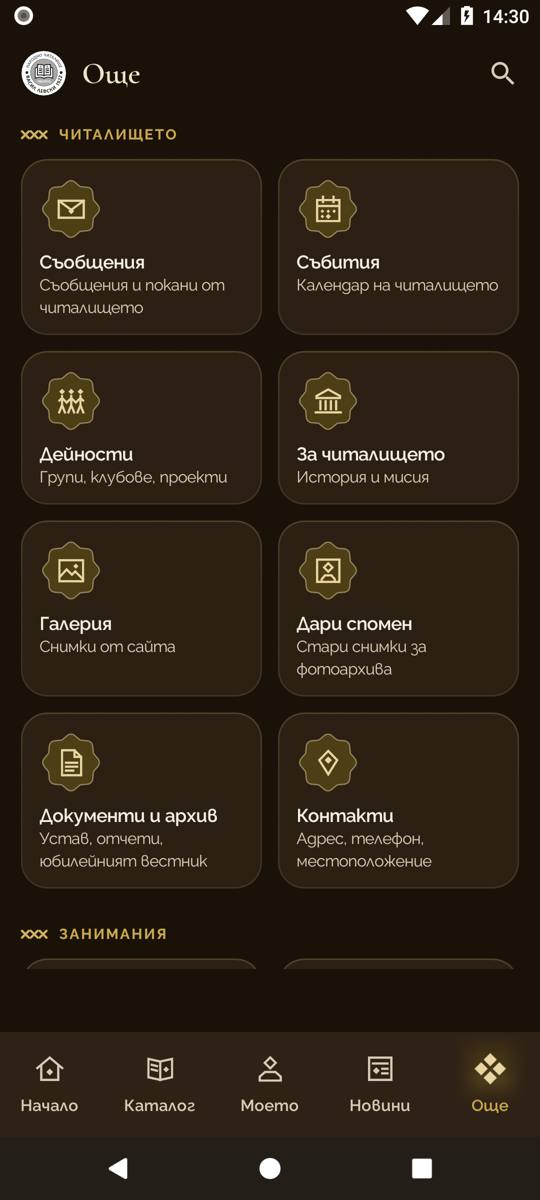 14:30
Още
ЧИТАЛИЩЕТО
Съобщения
Съобщения и покани от
читалището
Събития
Календар на читалището
Дейности
Групи, клубове, проекти
За читалището
История и мисия
Галерия
Снимки от сайта
Дари спомен
Стари снимки за
фотоархива
Документи и архив
Устав, отчети,
юбилейният вестник
Контакти
Адрес, телефон,
местоположение
ЗАНИМАНИЯ
Начало
Каталог
Моето
Новини
Още